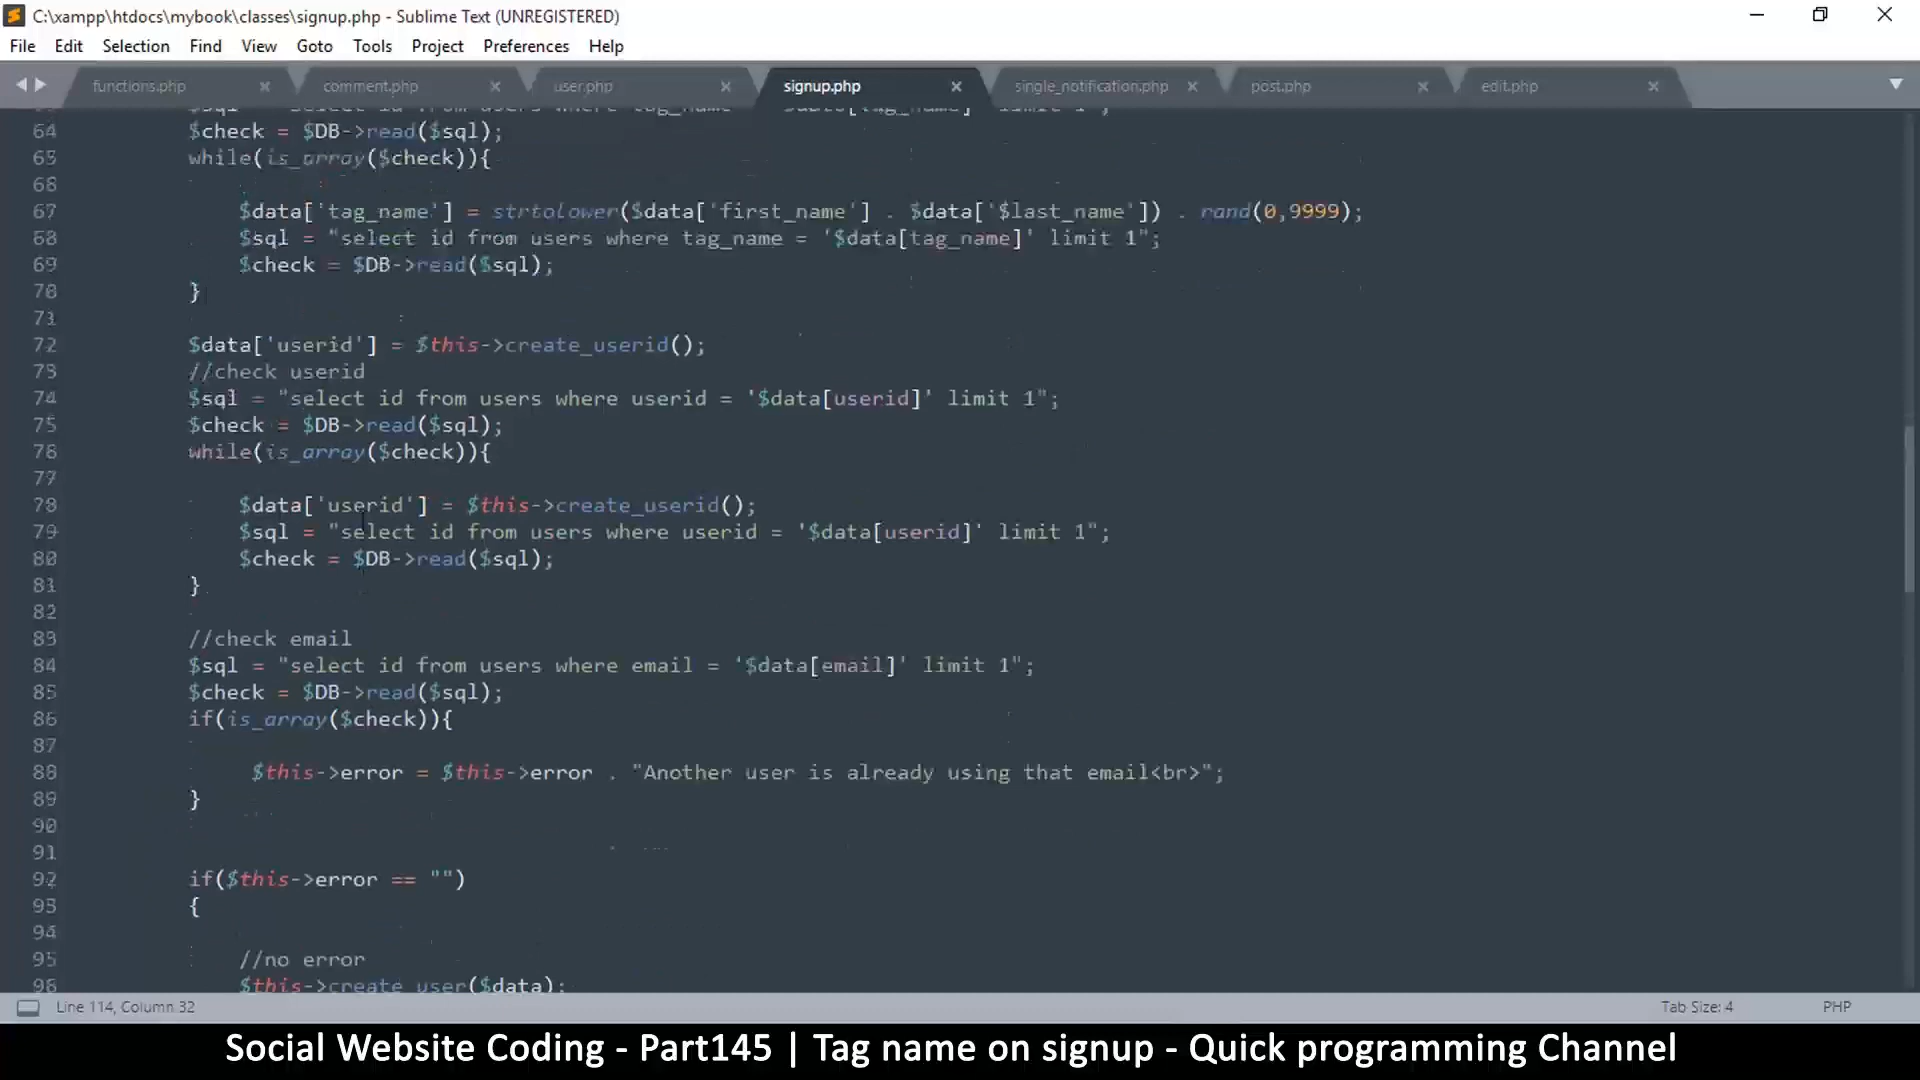 C:\xampp\htdocs\mybook\classes\signup.php - Sublime Text (UNREGISTERED)
File Edit Selection Find View Goto Tools Project Preferences Help
functions.php comment.php user.php signup.php single_notification.php post.php edit.php
64 $check = $DB->read($sql);
65 while(is_array($check)){
66
67 $data['tag_name'] = strtolower($data['first_name'] . $data['$last_name']) . rand(0,9999);
68 $sql = "select id from users where tag_name = '$data[tag_name]' limit 1";
69 $check = $DB->read($sql);
70 }
71
72 $data['userid'] = $this->create_userid();
73 //check userid
74 $sql = "select id from users where userid = '$data[userid]' limit 1";
75 $check = $DB->read($sql);
76 while(is_array($check)){
77
78 $data['userid'] = $this->create_userid();
79 $sql = "select id from users where userid = '$data[userid]' limit 1";
80 $check = $DB->read($sql);
81 }
82
83 //check email
84 $sql = "select id from users where email = '$data[email]' limit 1";
85 $check = $DB->read($sql);
86 if(is_array($check)){
87
88 $this->error = $this->error . "Another user is already using that email<br>";
89 }
90
91
92 if($this->error == "")
93 {
94
95 //no error
96 $this->create_user($data);
Line 114, Column 32 Tab Size: 4 PHP
Social Website Coding - Part145 | Tag name on signup - Quick programming Channel